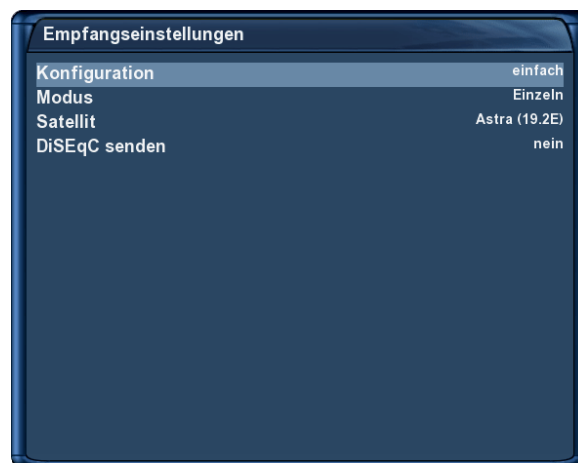 Empfangseinstellungen
Konfiguration einfach
Modus Einzeln
Satellit Astra (19.2E)
DiSEqC senden nein